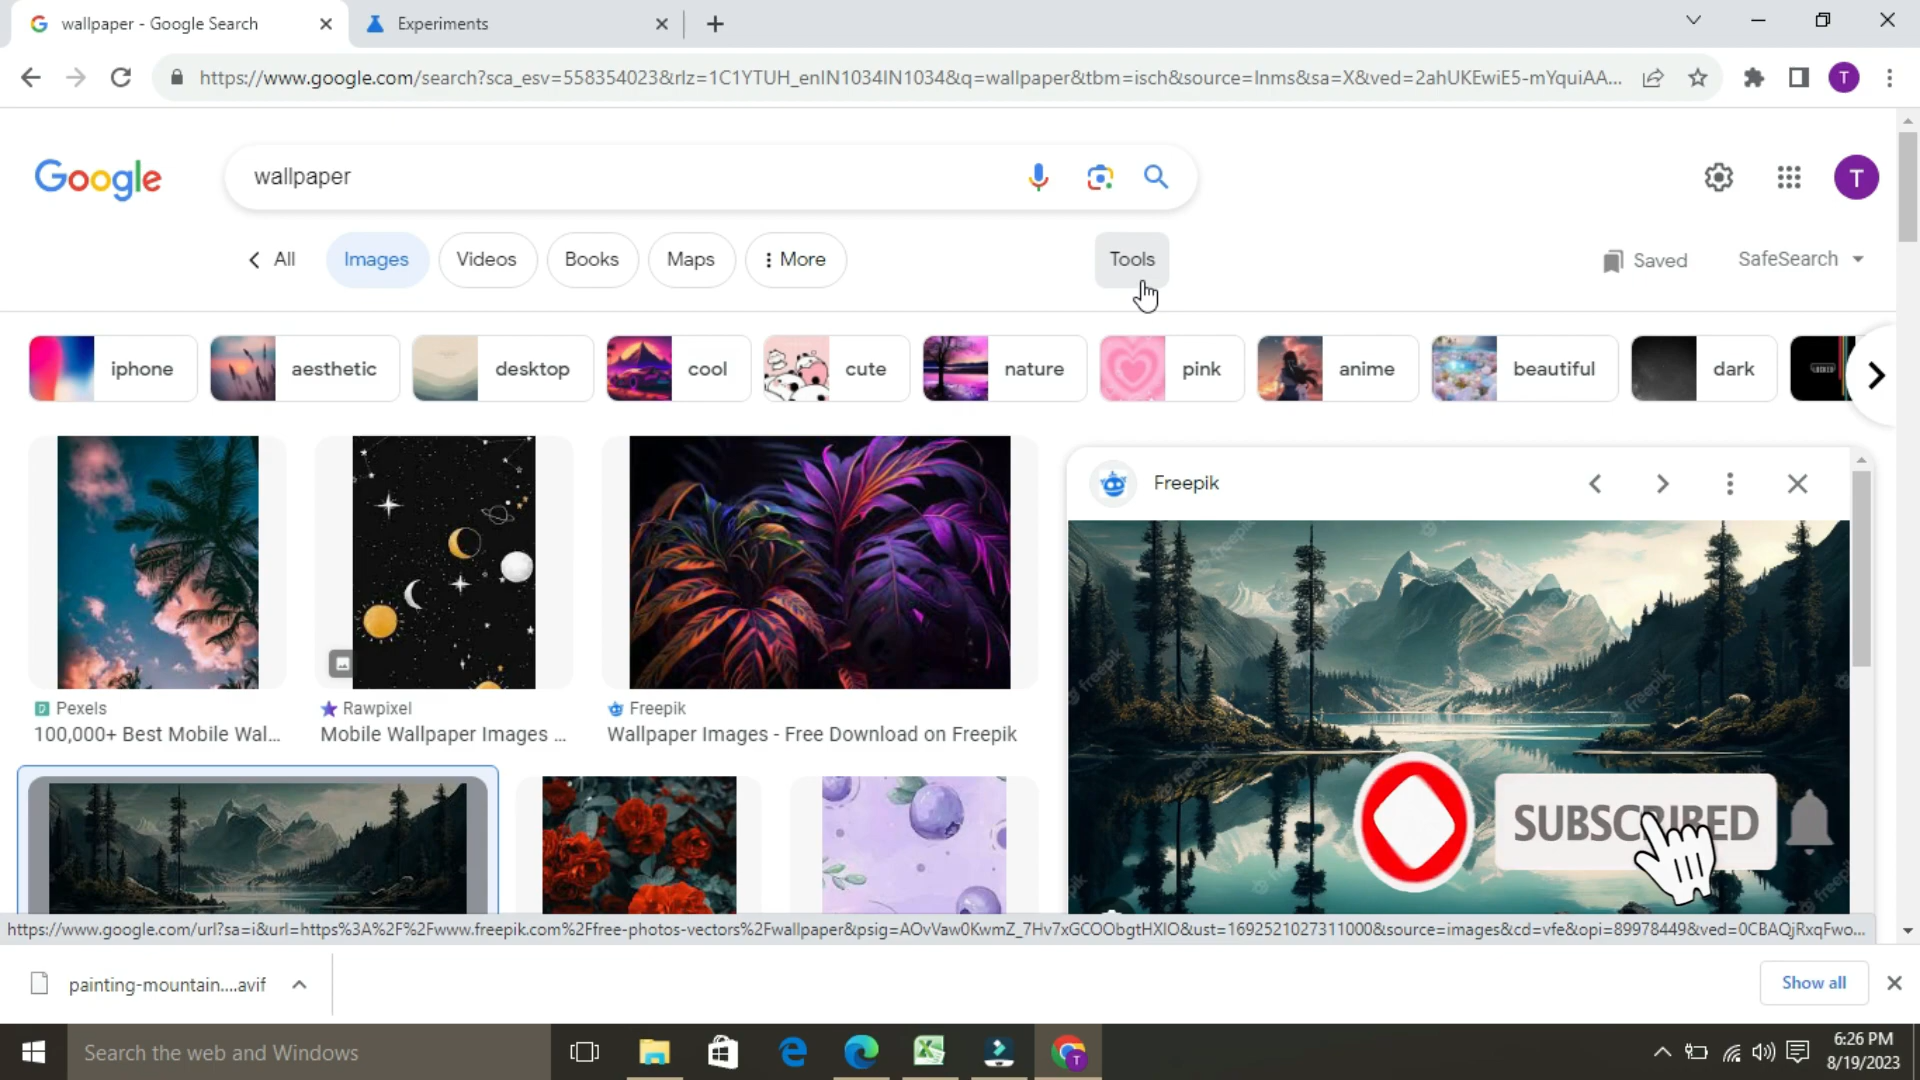 wallpaper - Google Search
Experiments
https://www.google.com/search?sca_esv=558354023&rlz=1C1YTUH_enIN1034IN1034&q=wallpaper&tbm=isch&source=lnms&sa=X&ved=2ahUKEwiE5-mYquiAA...
T
Google
wallpaper
T
All
Images
Videos
Books
Maps
More
Tools
Saved
SafeSearch
iphone
aesthetic
desktop
cool
cute
nature
pink
anime
beautiful
dark
Freepik
Pexels
100,000+ Best Mobile Wal...
Rawpixel
Mobile Wallpaper Images ...
Freepik
Wallpaper Images - Free Download on Freepik
SUBSCRIBED
https://www.google.com/url?sa=i&url=https%3A%2F%2Fwww.freepik.com%2Ffree-photos-vectors%2Fwallpaper&psig=AOvVaw0KwmZ_7Hv7xGCOObgtHXIO&ust=1692521027311000&source=images&cd=vfe&opi=89978449&ved=0CBAQjRxqFwo...
painting-mountain....avif
Show all
Search the web and Windows
6:26 PM
8/19/2023